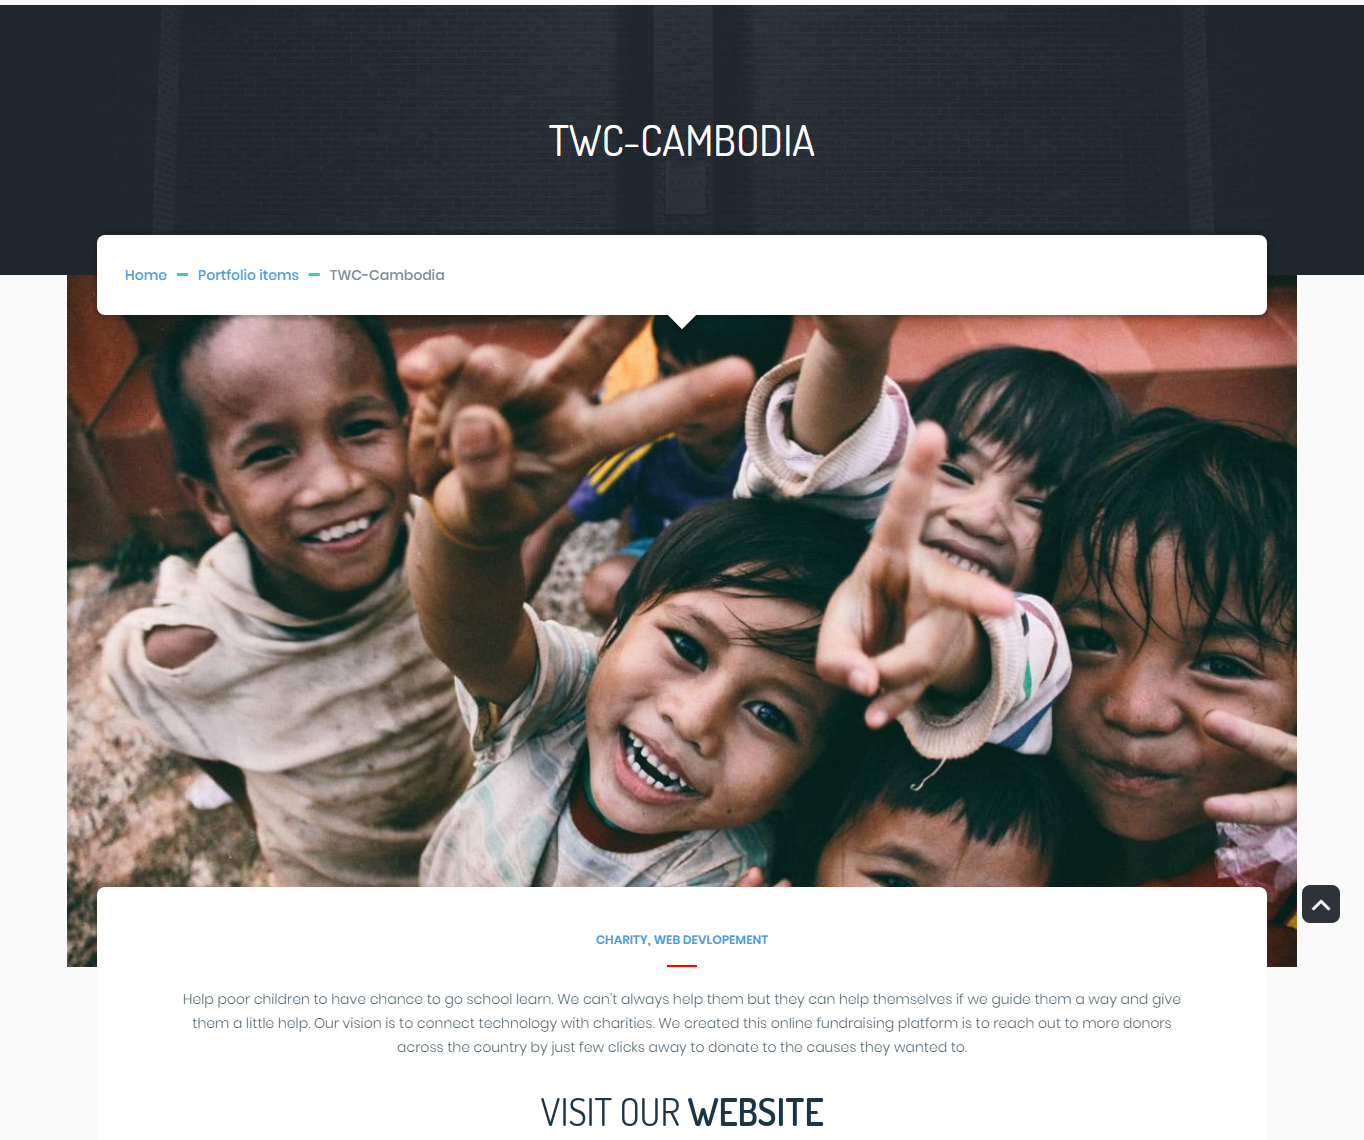 TWC-CAMBODIA
Home Portfolio items TWC-Cambodia
CHARITY, WEB DEVLOPEMENT
Help poor children to have chance to go school learn. We can't always help them but they can help themselves if we guide them a way and give
them a little help. Our vision is to connect technology with charities. We created this online fundraising platform is to reach out to more donors
across the country by just few clicks away to donate to the causes they wanted to.
VISIT OUR WEBSITE